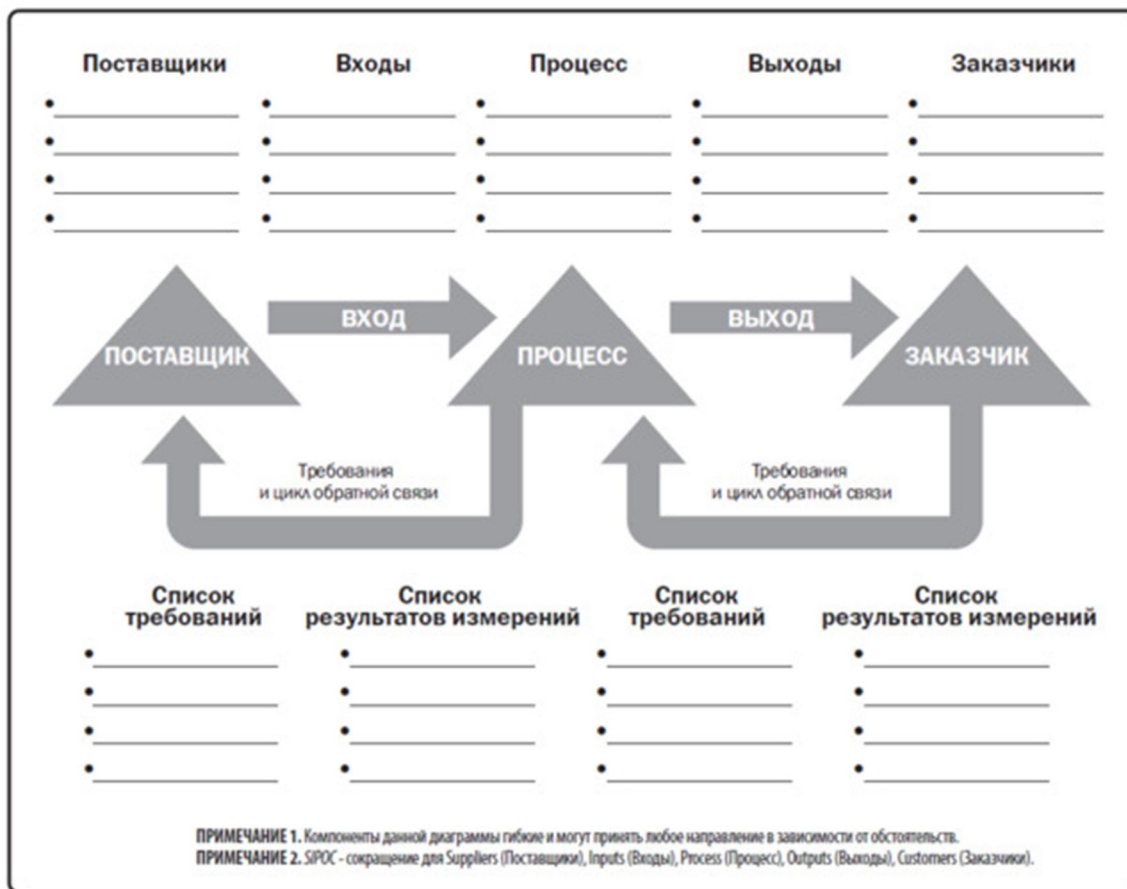 Поставщики Входы Процесс Выходы Заказчики
ВХОД ВЫХОД
ПОСТАВЩИК ПРОЦЕСС ЗАКАЗЧИК
Требования Требования
и цикл обратной связи и цикл обратной связи
Список Список Список Список
требований результатов измерений требований результатов измерений
ПРИМЕЧАНИЕ 1. Компоненты данной диаграммы гибкие и могут принять любое направление в зависимости от обстоятельств.
ПРИМЕЧАНИЕ 2. SIPOC - сокращение для Suppliers (Поставщики), Inputs (Входы), Process (Процесс), Outputs (Выходы), Customers (Заказчики).